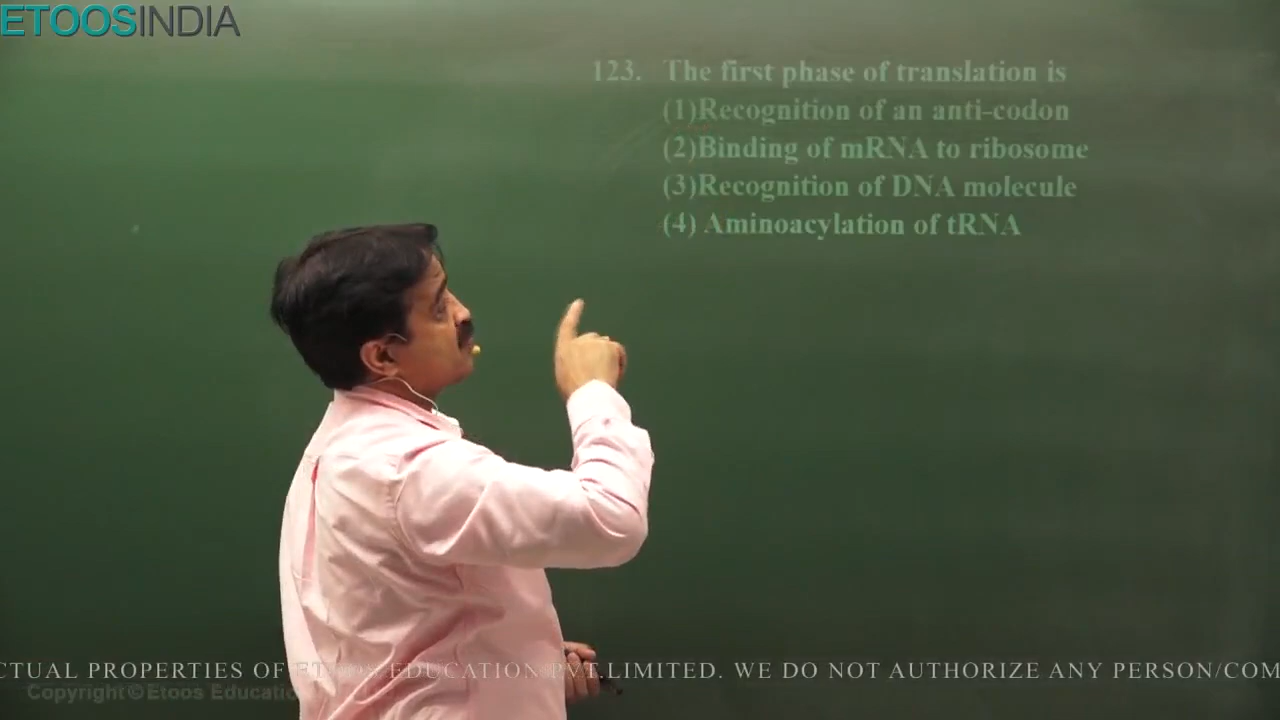 ETOOSINDIA
123. The first phase of translation is
(1)Recognition of an anti-codon
(2)Binding of mRNA to ribosome
(3)Recognition of DNA molecule
(4) Aminoacylation of tRNA
CTUAL PROPERTIES OF ETOOS EDUCATION PVT.LIMITED. WE DO NOT AUTHORIZE ANY PERSON/COM
Copyright © Etoos Educatio